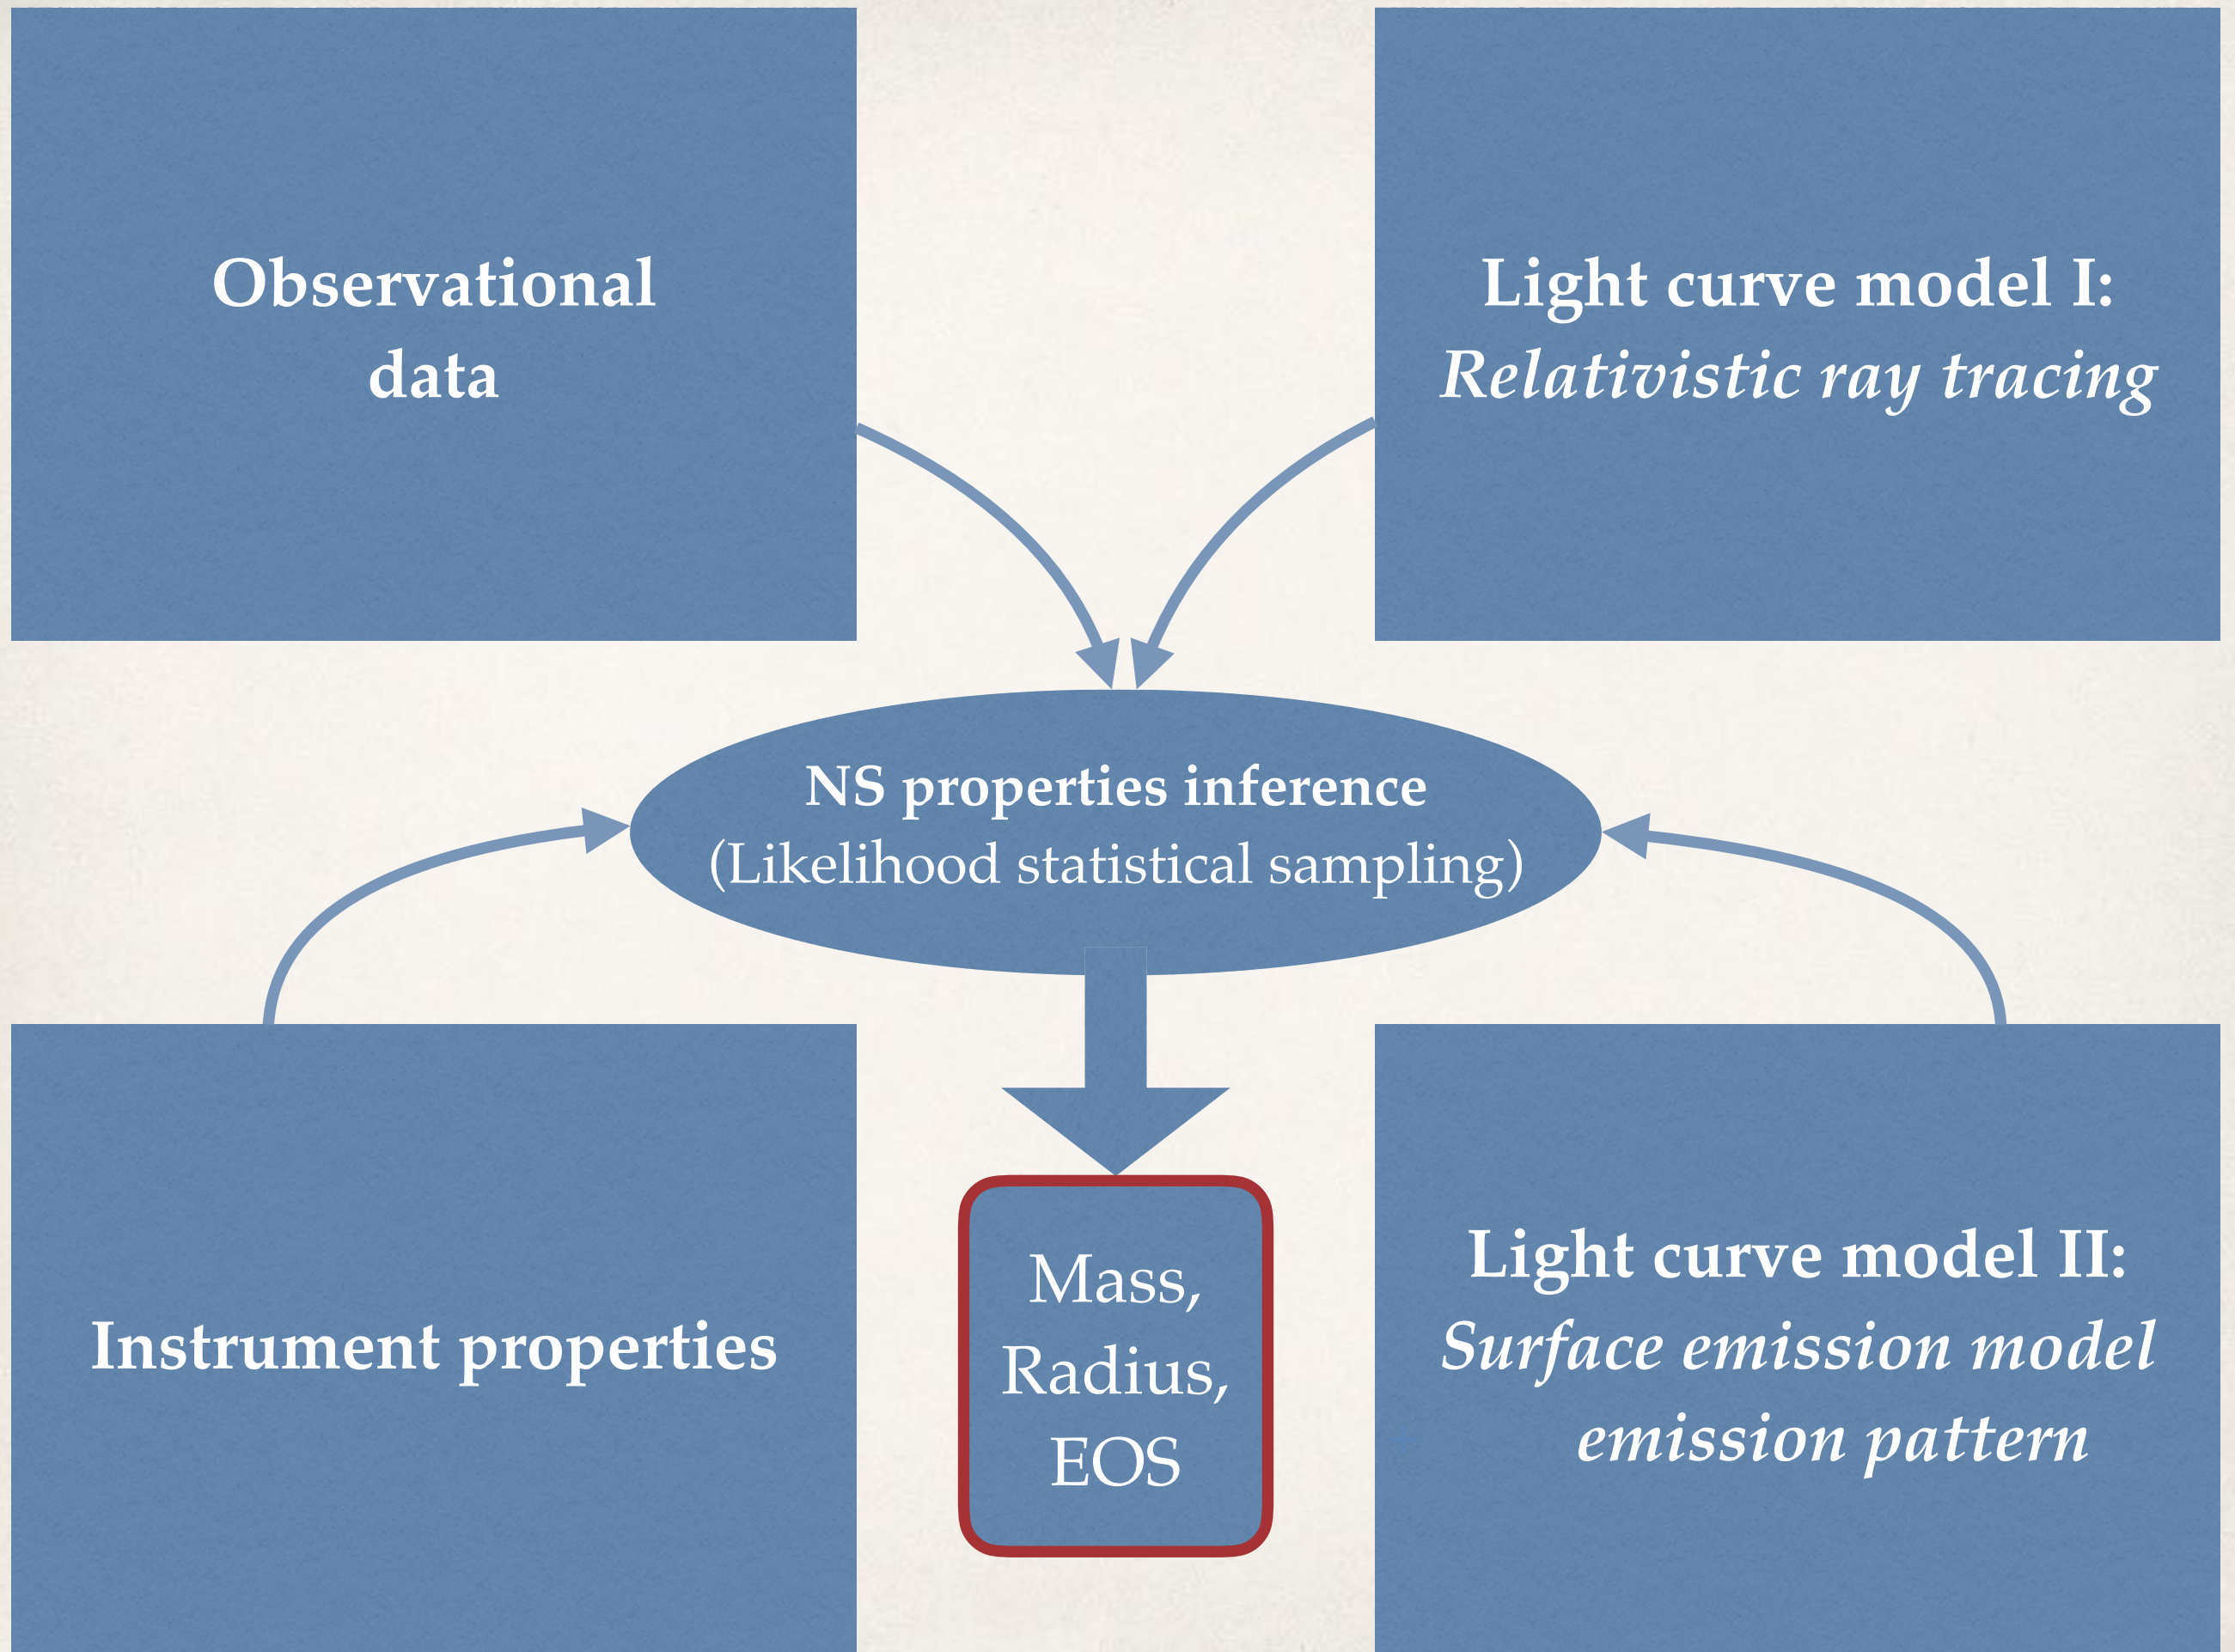 Observational
data
Light curve model I:
Relativistic ray tracing
NS properties inference
(Likelihood statistical sampling)
Instrument properties
Mass,
Radius,
EOS
Light curve model II:
Surface emission model
emission pattern